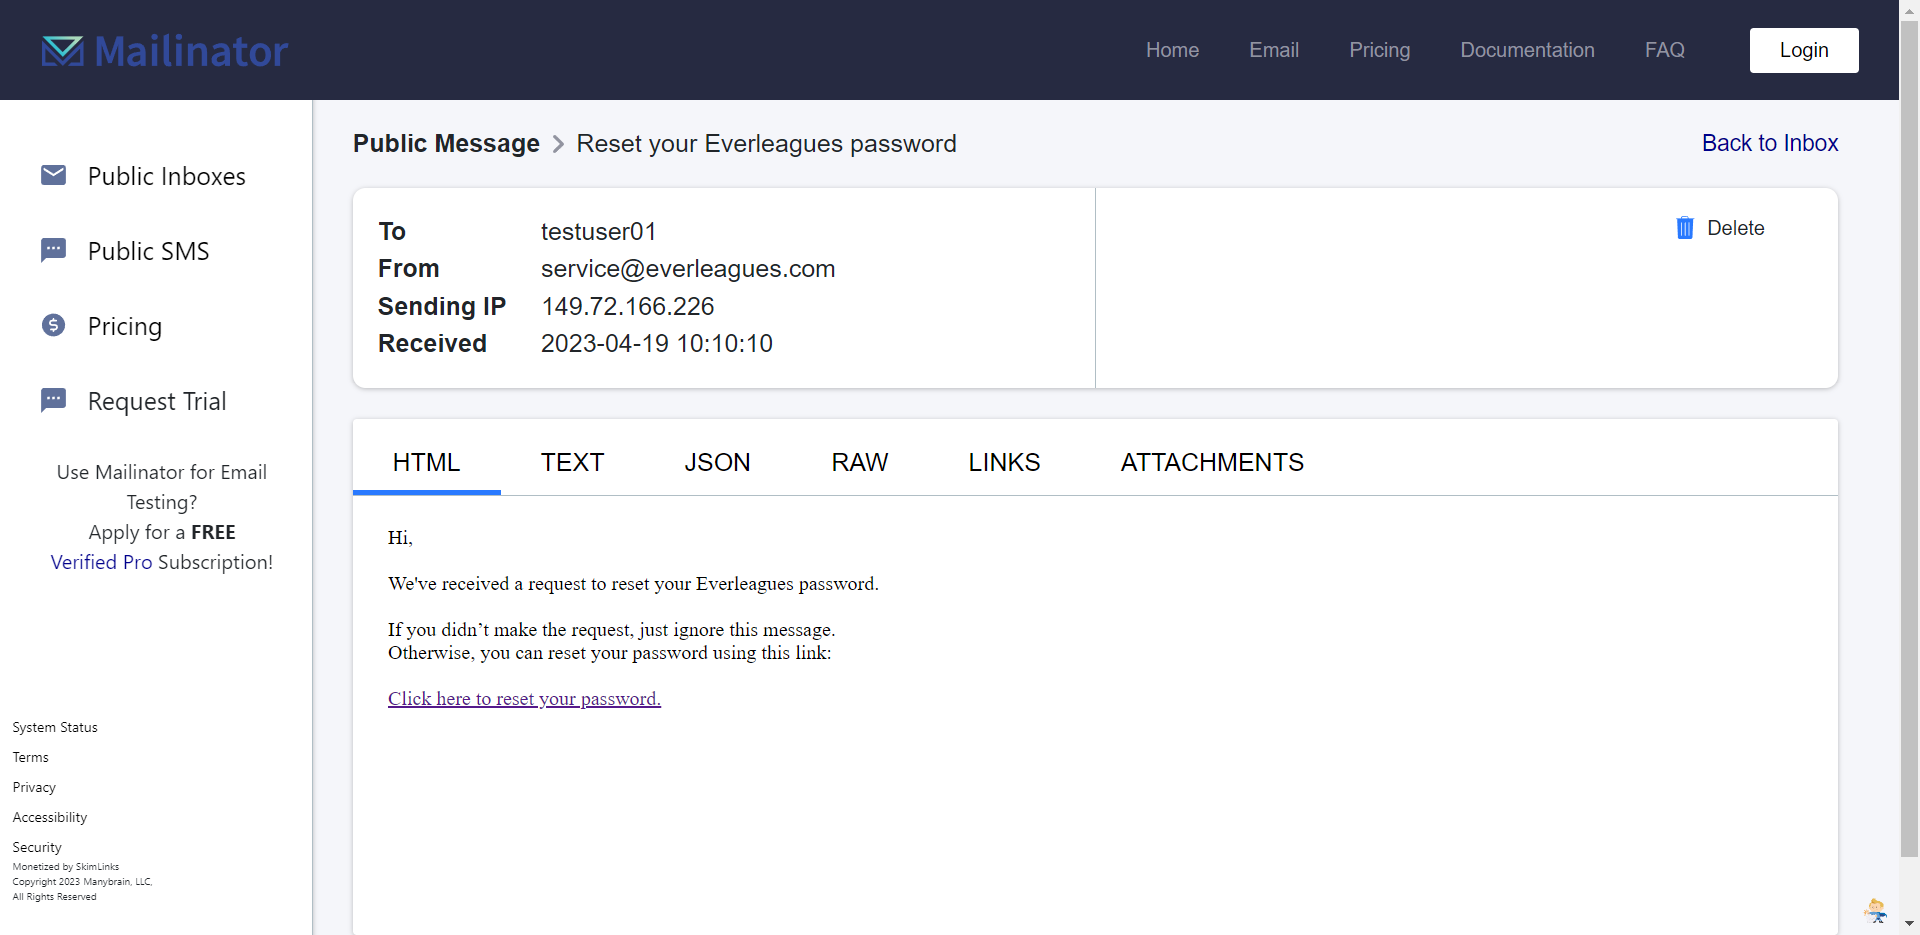 Mailinator
Home Email Pricing Documentation FAQ Login
Public Inboxes
Public SMS
Pricing
Request Trial
Use Mailinator for Email
Testing?
Apply for a FREE
Verified Pro Subscription!
System Status
Terms
Privacy
Accessibility
Security
Monetized by SkimLinks
Copyright 2023 Manybrain, LLC,
All Rights Reserved
Public Message > Reset your Everleagues password
Back to Inbox
To testuser01
From service@everleagues.com
Sending IP 149.72.166.226
Received 2023-04-19 10:10:10
Delete
HTML TEXT JSON RAW LINKS ATTACHMENTS
Hi,
We've received a request to reset your Everleagues password.
If you didn’t make the request, just ignore this message.
Otherwise, you can reset your password using this link:
Click here to reset your password.